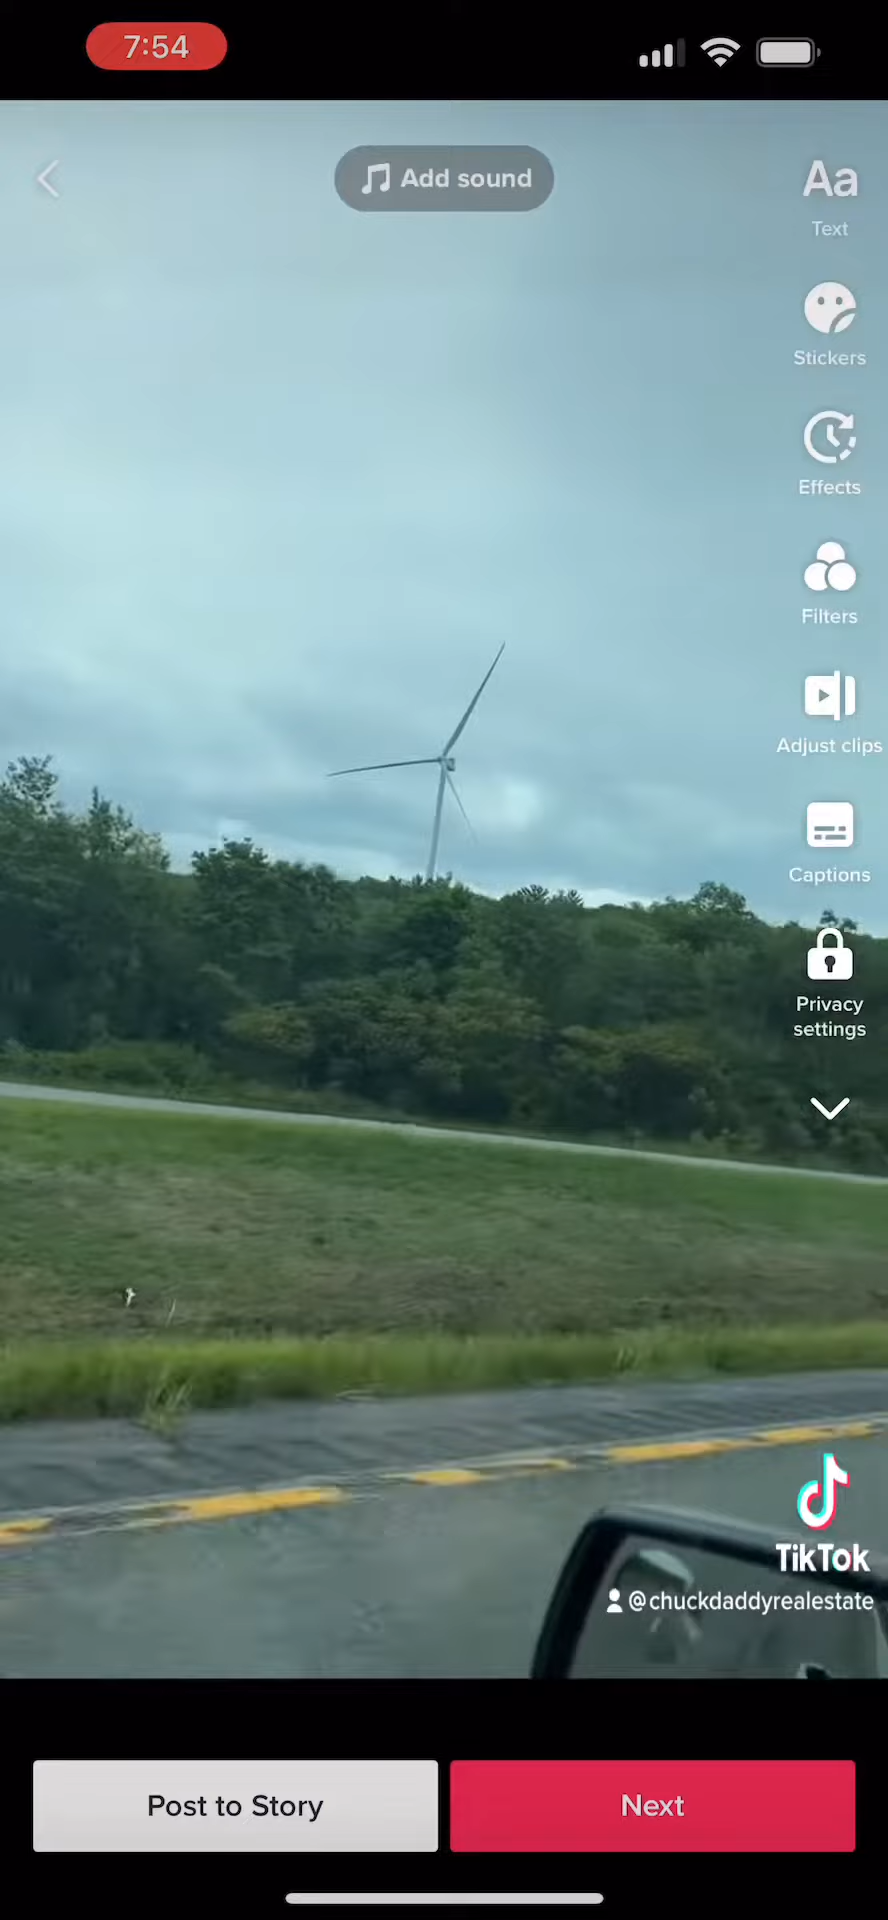 7:54
Add sound
Aa
Text
Stickers
Effects
Filters
Adjust clips
Captions
Privacy
settings
TikTok
@chuckdaddyrealestate
Post to Story
Next